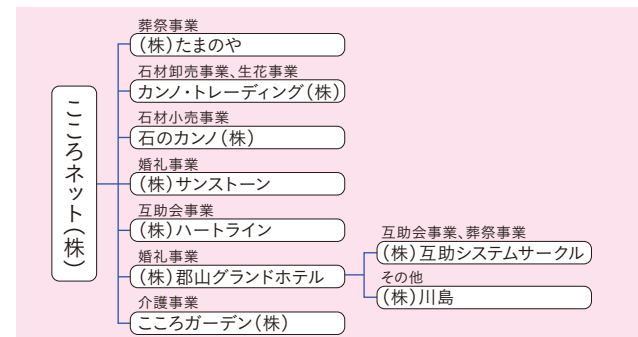 こころネット(株)
葬祭事業
(株)たまのや
石材卸売事業、生花事業
カンノ・トレーディング(株)
石材小売事業
石のカンノ(株)
婚礼事業
(株)サンストーン
互助会事業
(株)ハートライン
婚礼事業
(株)郡山グランドホテル
介護事業
こころガーデン(株)
互助会事業、葬祭事業
(株)互助システムサークル
その他
(株)川島